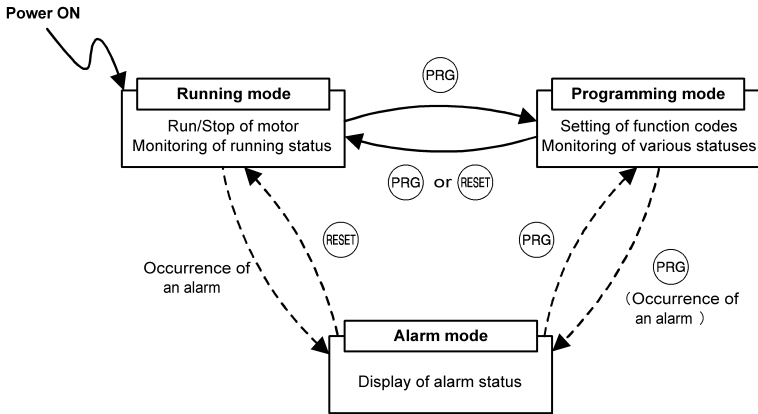 Power ON
Running mode
Run/Stop of motor
Monitoring of running status
PRG
PRG or RESET
Programming mode
Setting of function codes
Monitoring of various statuses
Occurrence of
an alarm
RESET
PRG
PRG
(Occurrence of
an alarm )
Alarm mode
Display of alarm status